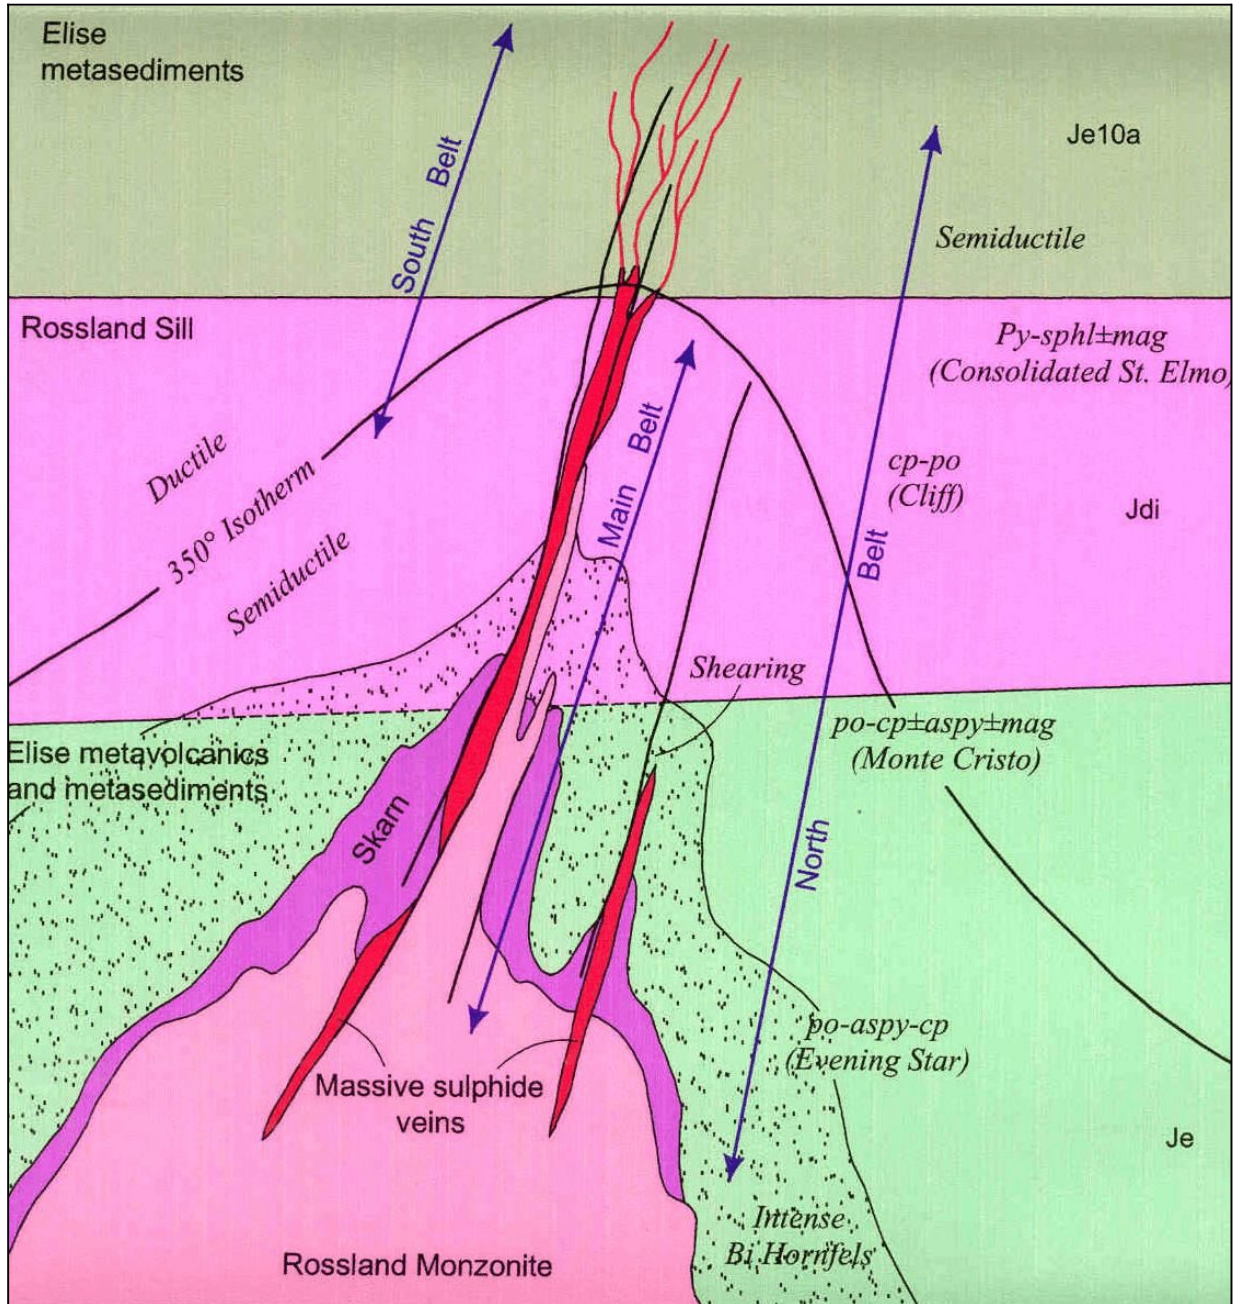 Elise
metasediments
South Belt
Je10a
Semiductile
Rossland Sill
Py-sphl±mag
(Consolidated St. Elmo)
Main Belt
Ductile
350° Isotherm
Semiductile
cp-po
(Cliff)
Jdi
North Belt
Shearing
po-cp±aspy±mag
(Monte Cristo)
Elise metavolcanics
and metasediments
Skarn
po-aspy-cp
(Evening Star)
Massive sulphide
veins
Je
Intense
Bi Hornfels
Rossland Monzonite